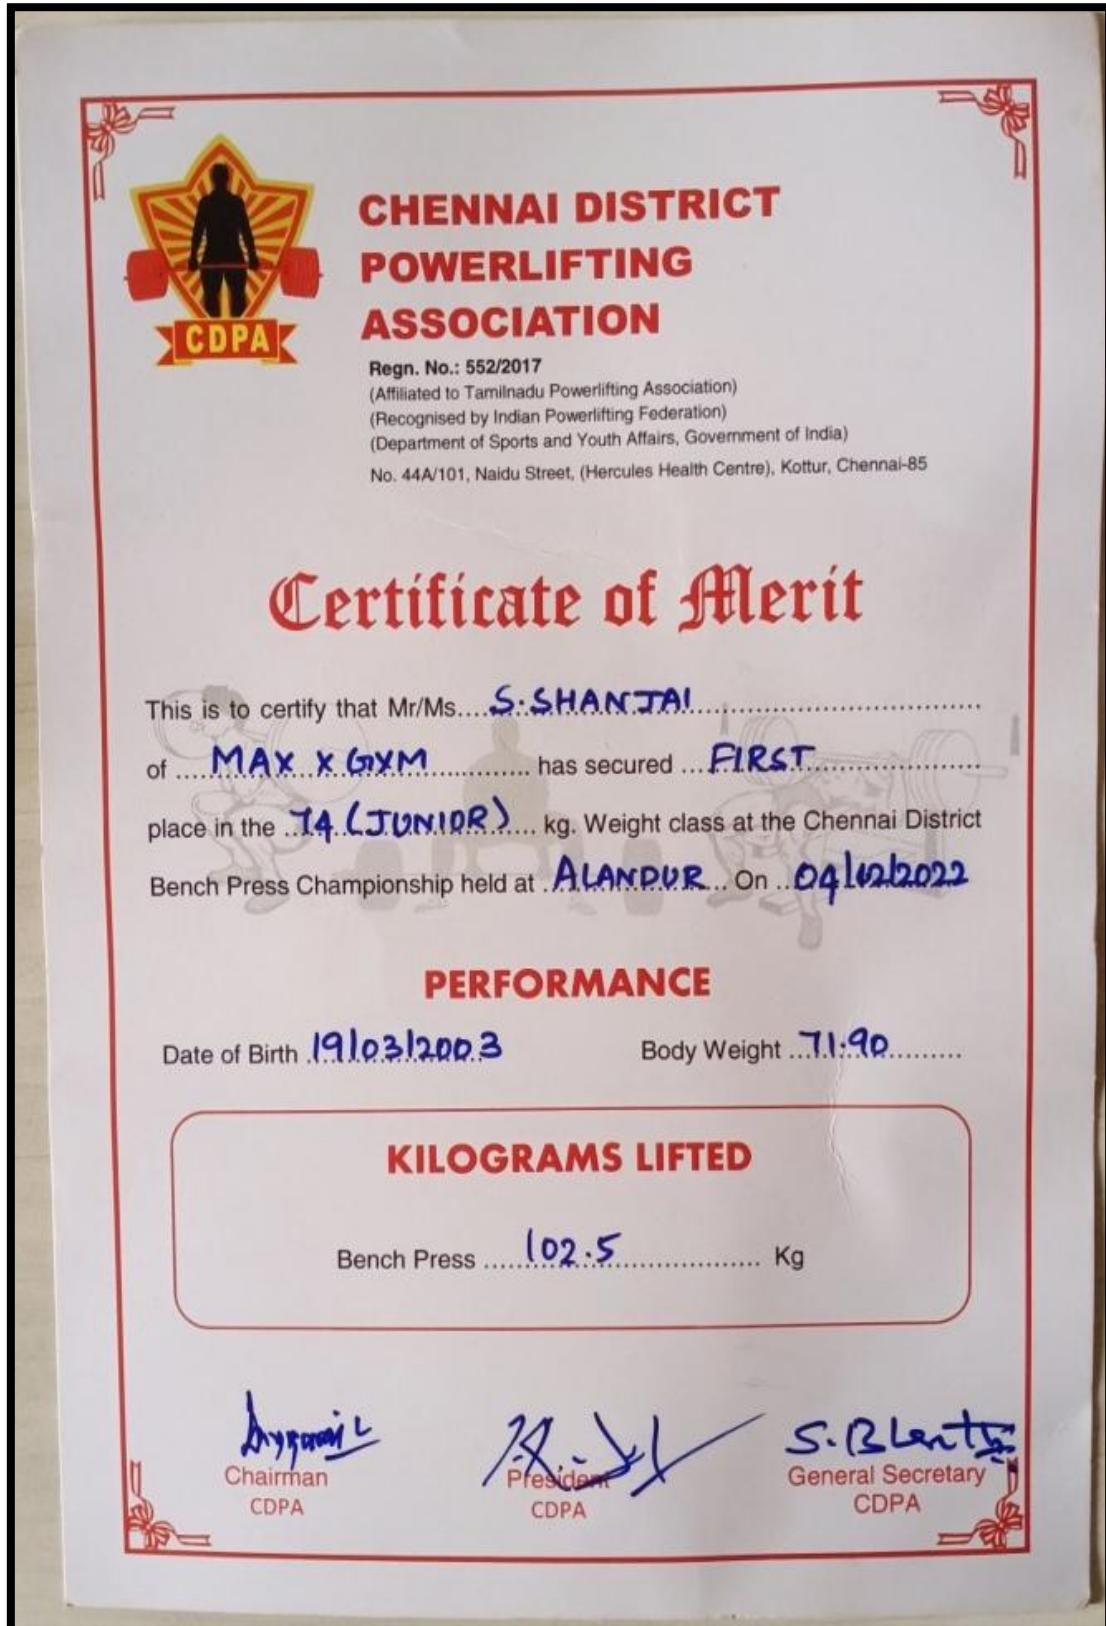 CDPA
CHENNAI DISTRICT
POWERLIFTING
ASSOCIATION
Regn. No.: 552/2017
(Affiliated to Tamilnadu Powerlifting Association)
(Recognised by Indian Powerlifting Federation)
(Department of Sports and Youth Affairs, Government of India)
No. 44A/101, Naidu Street, (Hercules Health Centre), Kottur, Chennai-85
Certificate of Merit
This is to certify that Mr/Ms....S.SHANJAI
of ....MAX X GYM.... has secured ...FIRST
place in the ..74 (JUNIOR).... kg. Weight class at the Chennai District
Bench Press Championship held at .ALANDUR... On ..04/12/2022
PERFORMANCE
Date of Birth .19/03/2003 Body Weight ...71.90
KILOGRAMS LIFTED
Bench Press ....102.5.... Kg
Chairman President General Secretary
CDPA CDPA CDPA